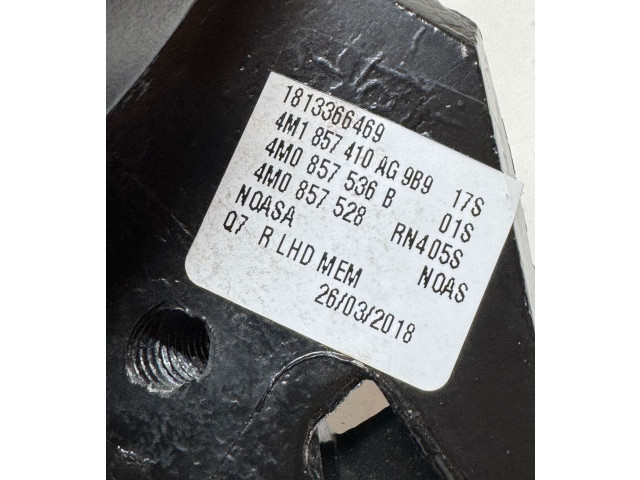 1813366469
4M1 857 410 AG 9B9 17S
4M0 857 536 B 01S
4M0 857 528 RN405S
NOASA NOAS
Q7 R LHD MEM
26/03/2018